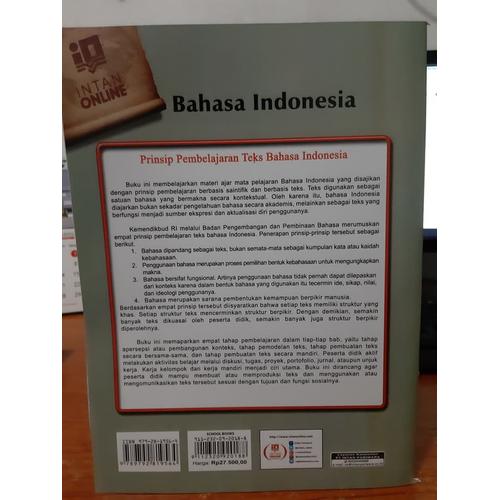 INTAN
ONLINE
Bahasa Indonesia
Prinsip Pembelajaran Teks Bahasa Indonesia
Buku ini membelajarkan materi ajar mata pelajaran Bahasa Indonesia yang disajikan
dengan prinsip pembelajaran berbasis saintifik dan berbasis teks. Teks digunakan sebagai
satuan bahasa yang bermakna secara kontekstual. Oleh karena itu, bahasa Indonesia
diajarkan bukan sekadar pengetahuan bahasa secara akademis, melainkan sebagai teks yang
berfungsi menjadi sumber ekspresi dan aktualisasi diri penggunanya.
Kemendikbud RI melalui Badan Pengembangan dan Pembinaan Bahasa merumuskan
empat prinsip pembelajaran teks bahasa Indonesia. Penerapan prinsip-prinsip tersebut sebagai
berikut.
1. Bahasa dipandang sebagai teks, bukan semata-mata sebagai kumpulan kata atau kaidah
kebahasaan.
2. Penggunaan bahasa merupakan proses pemilihan bentuk kebahasaan untuk mengungkapkan
makna.
3. Bahasa bersifat fungsional. Artinya penggunaan bahasa tidak pernah dapat dilepaskan
dari konteks karena dalam bentuk bahasa yang digunakan itu tecermin ide, sikap, nilai,
dan ideologi penggunanya.
4. Bahasa merupakan sarana pembentukan kemampuan berpikir manusia.
Berdasarkan empat prinsip tersebut disyaratkan bahwa setiap teks memiliki struktur yang
khas. Setiap struktur teks mencerminkan struktur berpikir. Dengan demikian, semakin
banyak teks dikuasai oleh peserta didik, semakin banyak juga struktur berpikir
diperolehnya.
Buku ini memaparkan empat tahap pembelajaran dalam tiap-tiap bab, yaitu tahap
apersepsi atau pembangunan konteks, tahap pemodelan teks, tahap pembuatan teks
secara bersama-sama, dan tahap pembuatan teks secara mandiri. Peserta didik aktif
melakukan aktivitas belajar melalui diskusi, tugas, proyek, portofolio, jurnal, ataupun unjuk
kerja. Kerja kelompok dan kerja mandiri menjadi ciri utama. Buku ini dirancang agar
peserta didik mampu membuat atau memproduksi teks dan menggunakan atau
mengomunikasikan teks tersebut sesuai dengan tujuan dan fungsi sosialnya.
SCHOOL BOOKS
Harga: Rp27 500,00